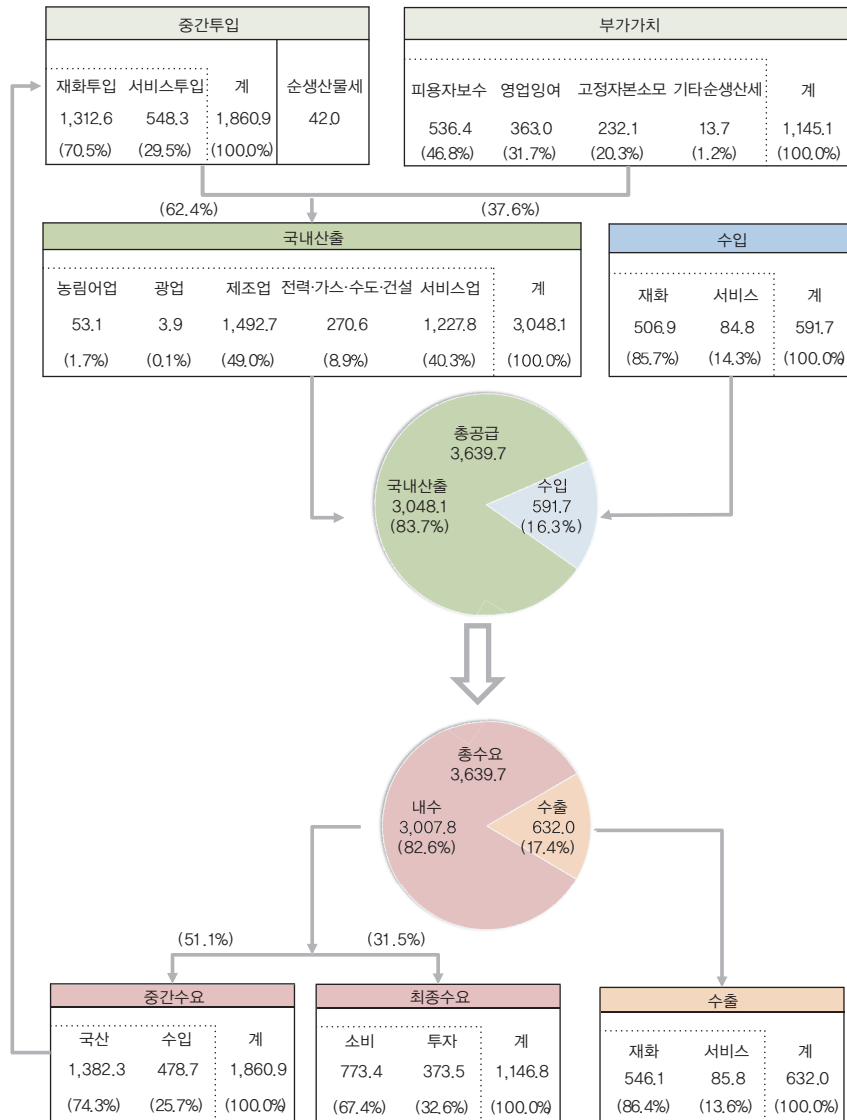 중간투입
재화투입 서비스투입 계 순생산물세
1,312.6 548.3 1,860.9 42.0
(70.5%) (29.5%) (100.0%)
부가가치
피용자보수 영업잉여 고정자본소모 기타순생산세 계
536.4 363.0 232.1 13.7 1,145.1
(46.8%) (31.7%) (20.3%) (1.2%) (100.0%)
(62.4%) (37.6%)
국내산출
농림어업 광업 제조업 전력·가스·수도·건설 서비스업 계
53.1 3.9 1,492.7 270.6 1,227.8 3,048.1
(1.7%) (0.1%) (49.0%) (8.9%) (40.3%) (100.0%)
수입
재화 서비스 계
506.9 84.8 591.7
(85.7%) (14.3%) (100.0%)
총공급
3,639.7
국내산출
3,048.1
(83.7%)
수입
591.7
(16.3%)
총수요
3,639.7
내수
3,007.8
(82.6%)
수출
632.0
(17.4%)
(51.1%) (31.5%)
중간수요
국산 수입 계
1,382.3 478.7 1,860.9
(74.3%) (25.7%) (100.0%)
최종수요
소비 투자 계
773.4 373.5 1,146.8
(67.4%) (32.6%) (100.0%)
수출
재화 서비스 계
546.1 85.8 632.0
(86.4%) (13.6%) (100.0%)